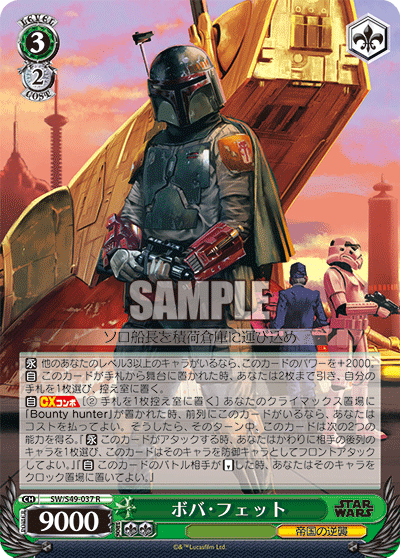 LEVEL
3
2
COST
SAMPLE
ソロ船長を積荷倉庫に運び込め
永 他のあなたのレベル3以上のキャラがいるなら、このカードのパワーを+2000。
自 このカードが手札から舞台に置かれた時、あなたは2枚まで引き、自分の
手札を1枚選び、控え室に置く。
自 CXコンボ [② 手札を1枚控え室に置く] あなたのクライマックス置場に
「Bounty hunter」が置かれた時、前列にこのカードがいるなら、あなたは
コストを払ってよい。そうしたら、そのターン中、このカードは次の2つの
能力を得る。『自 このカードがアタックする時、あなたはかわりに相手の後列のキ
ャラを1枚選び、このカードはそのキャラを防御キャラとしてフロントアタックし
てよい。』『自 このカードのバトル相手が した時、あなたはそのキャラを
クロック置場に置いてよい。』
CH
SW/S49-037 R
POWER
9000
ボバ・フェット
STAR
WARS
©&™Lucasfilm Ltd.
帝国の逆襲